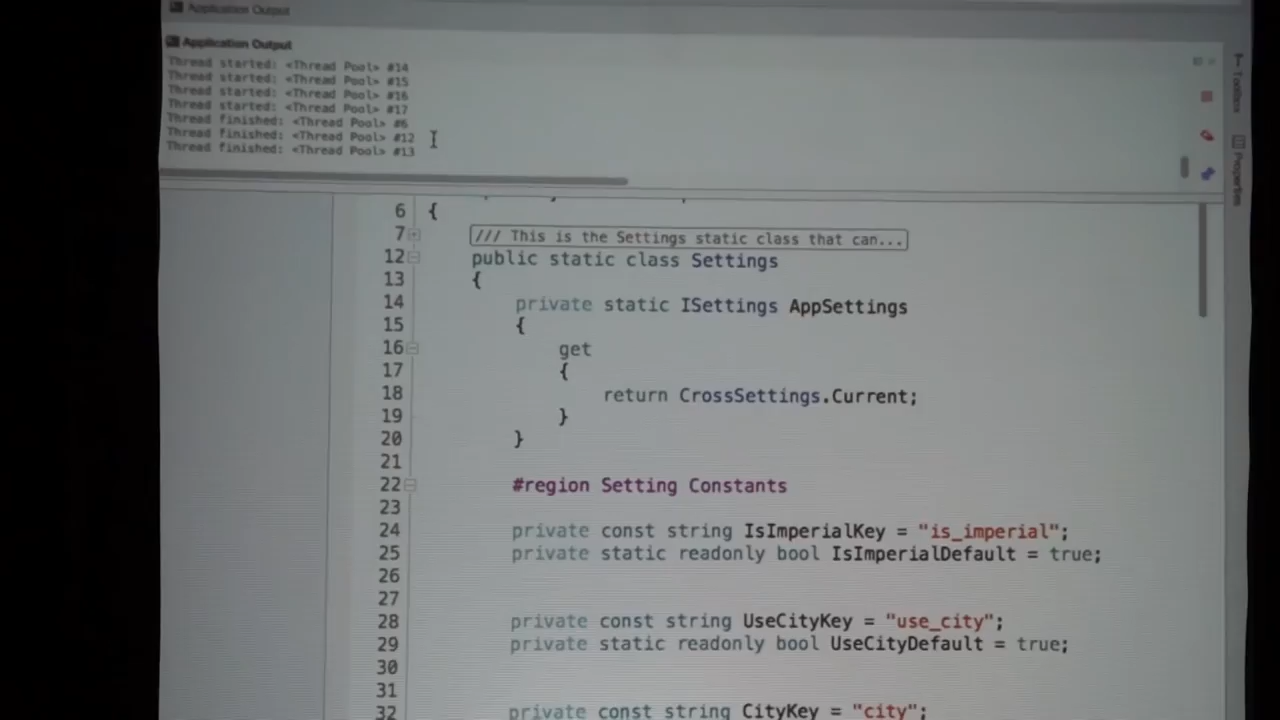 Application Output
Application Output
Thread started: <Thread Pool> #14
Thread started: <Thread Pool> #15
Thread started: <Thread Pool> #16
Thread started: <Thread Pool> #17
Thread finished: <Thread Pool> #6
Thread finished: <Thread Pool> #12
Thread finished: <Thread Pool> #13
Toolbox
Properties
6 {
7 /// This is the Settings static class that can...
12 public static class Settings
13 {
14 private static ISettings AppSettings
15 {
16 get
17 {
18 return CrossSettings.Current;
19 }
20 }
21
22 #region Setting Constants
23
24 private const string IsImperialKey = "is_imperial";
25 private static readonly bool IsImperialDefault = true;
26
27
28 private const string UseCityKey = "use_city";
29 private static readonly bool UseCityDefault = true;
30
31
32 private const string CityKey = "city";